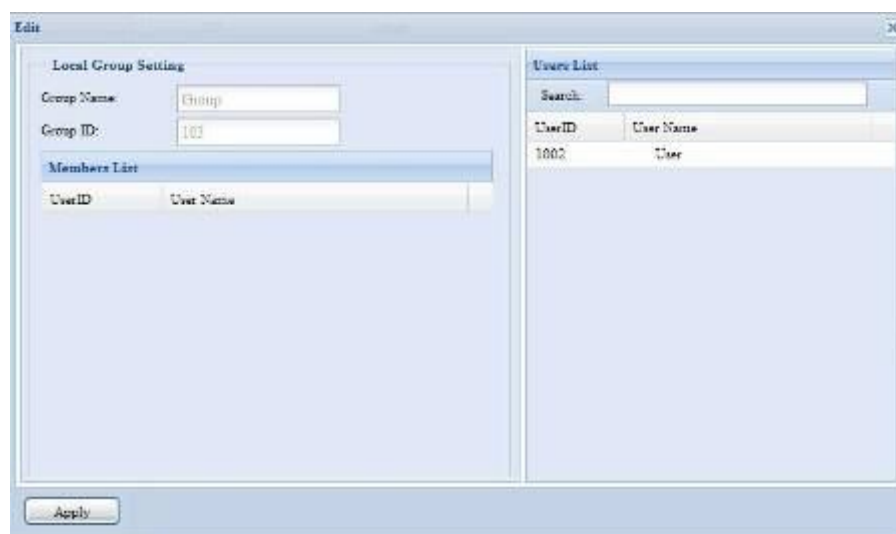 Edit
Local Group Setting
Group Name:
Group
Group ID:
103
Members List
UserID User Name
Users List
Search:
UserID User Name
1002 User
Apply